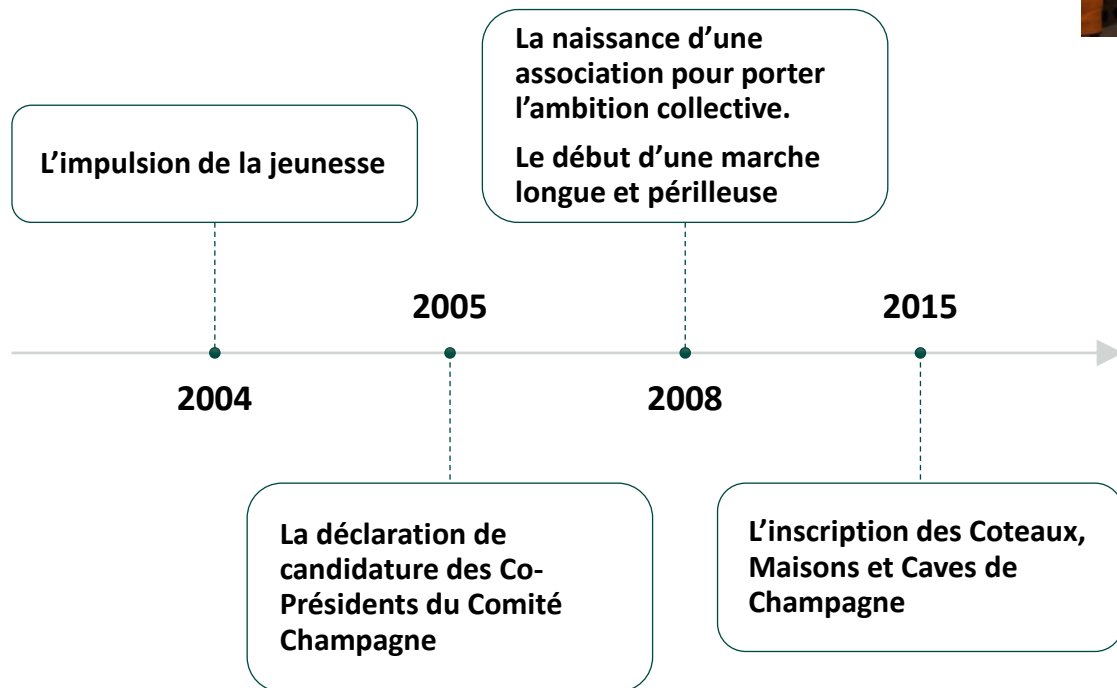 La naissance d’une
association pour porter
l’ambition collective.
Le début d’une marche
longue et périlleuse
L’impulsion de la jeunesse
2005
2015
2004
2008
La déclaration de
candidature des Co-
Présidents du Comité
Champagne
L’inscription des Coteaux,
Maisons et Caves de
Champagne